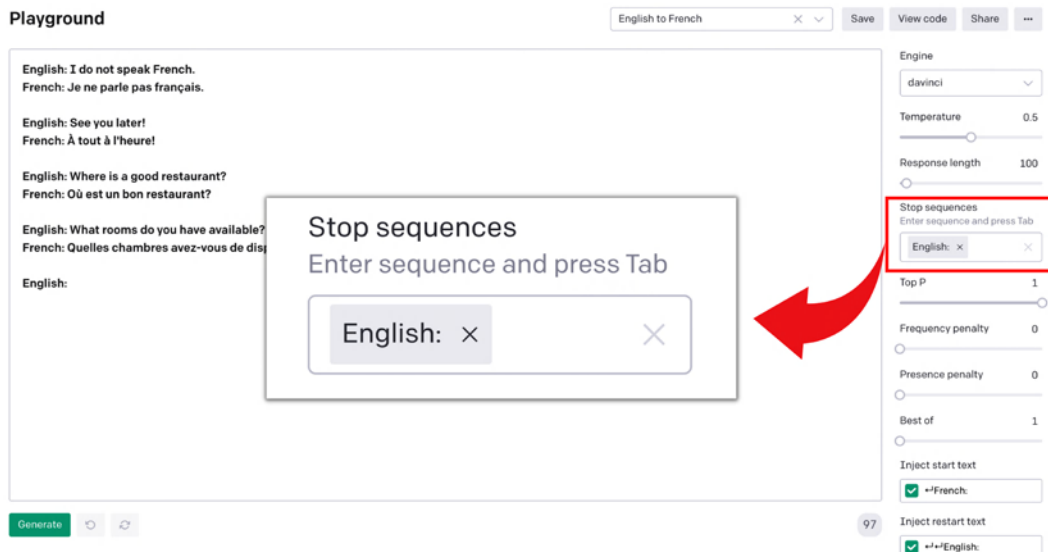 Playground
English to French
Save
View code
Share
English: I do not speak French.
French: Je ne parle pas français.
English: See you later!
French: À tout à l'heure!
English: Where is a good restaurant?
French: Où est un bon restaurant?
English: What rooms do you have available?
French: Quelles chambres avez-vous de
English:
Stop sequences
Enter sequence and press Tab
English: ×
Generate
97
Engine
davinci
Temperature 0.5
Response length 100
Stop sequences
Enter sequence and press Tab
English: ×
Top P 1
Frequency penalty 0
Presence penalty 0
Best of 1
Inject start text
↵French:
Inject restart text
↵↵English: